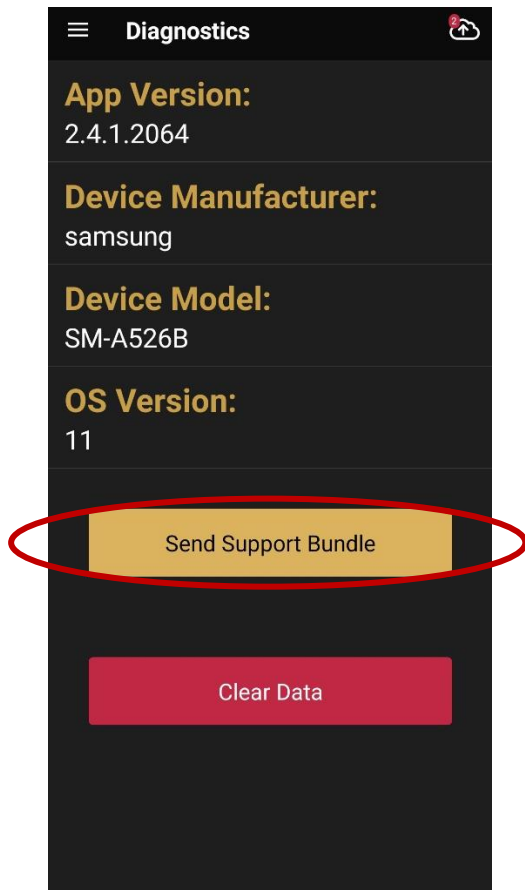 Diagnostics
2
App Version:
2.4.1.2064
Device Manufacturer:
samsung
Device Model:
SM-A526B
OS Version:
11
Send Support Bundle
Clear Data